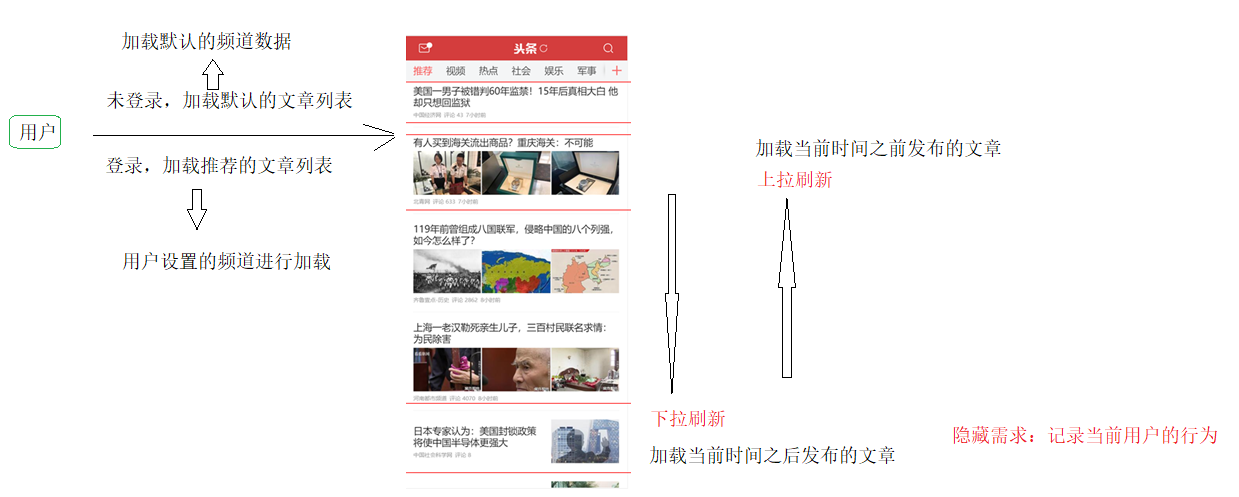 加载默认的频道数据
未登录，加载默认的文章列表
用户
登录，加载推荐的文章列表
用户设置的频道进行加载
头条
推荐 视频 热点 社会 娱乐 军事
美国一男子被错判60年监禁！15年后真相大白 他
却只想回监狱
中国经济网 评论 43 7小时前
有人买到海关流出商品？重庆海关：不可能
北青网 评论 633 7小时前
119年前曾组成八国联军，侵略中国的八个列强，
如今怎么样了？
齐鲁壹点·历史 评论 2862 8小时前
上海一老汉勒死亲生儿子，三百村民联名求情：
为民除害
河南都市频道 评论 4070 8小时前
日本专家认为：美国封锁政策
将使中国半导体更强大
中国社会科学网 评论 8
加载当前时间之前发布的文章
上拉刷新
下拉刷新
加载当前时间之后发布的文章
隐藏需求：记录当前用户的行为